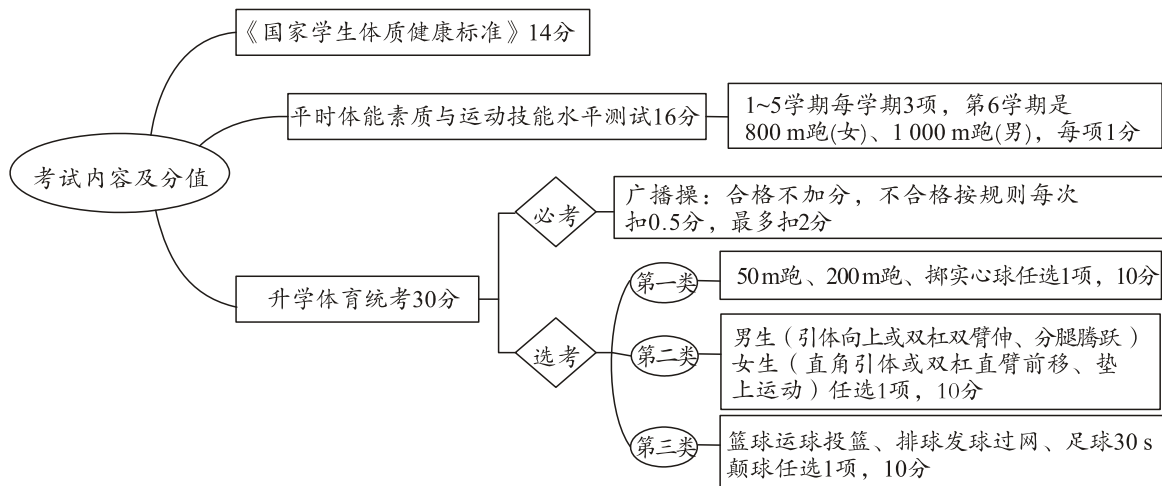 考试内容及分值
《国家学生体质健康标准》14分
平时体能素质与运动技能水平测试16分
1~5学期每学期3项，第6学期是
800 m跑(女)、1 000 m跑(男)，每项1分
升学体育统考30分
必考
广播操：合格不加分，不合格按规则每次
扣0.5分，最多扣2分
选考
第一类
50 m跑、200 m跑、掷实心球任选1项，10分
第二类
男生（引体向上或双杠双臂伸、分腿腾跃）
女生（直角引体或双杠直臂前移、垫
上运动）任选1项，10分
第三类
篮球运球投篮、排球发球过网、足球30 s
颠球任选1项，10分